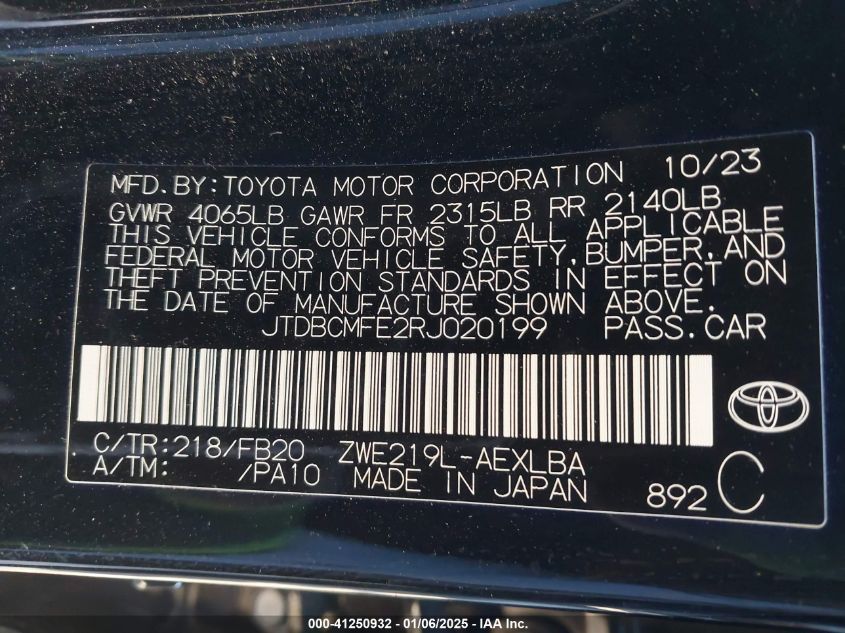 MFD.BY:TOYOTA MOTOR CORPORATION 10/23
GVWR 4065LB GAWR FR 2315LB RR 2140LB
THIS VEHICLE CONFORMS TO ALL APPLICABLE
FEDERAL MOTOR VEHICLE SAFETY,BUMPER,AND
THEFT PREVENTION STANDARDS IN EFFECT ON
THE DATE OF MANUFACTURE SHOWN ABOVE.
JTDBCMFE2RJ020199 PASS.CAR
C/TR:218/FB20 ZWE219L-AEXLBA
A/TM: /PA10 MADE IN JAPAN 892 C
000-41250932 - 01/06/2025 - IAA Inc.